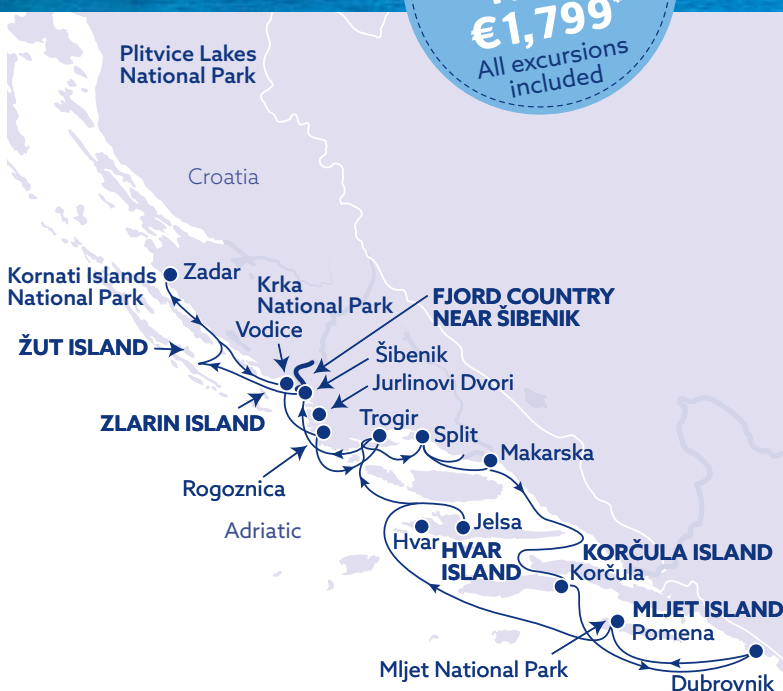 €1,799*
All excursions
included
Plitvice Lakes
National Park
Croatia
Kornati Islands
National Park
Zadar
Krka
National Park
Vodice
FJORD COUNTRY
NEAR ŠIBENIK
ŽUT ISLAND
Šibenik
Jurlinovi Dvori
ZLARIN ISLAND
Trogir
Split
Makarska
Rogoznica
Adriatic
Jelsa
Hvar
HVAR
ISLAND
KORČULA ISLAND
Korčula
MLJET ISLAND
Pomena
Mljet National Park
Dubrovnik